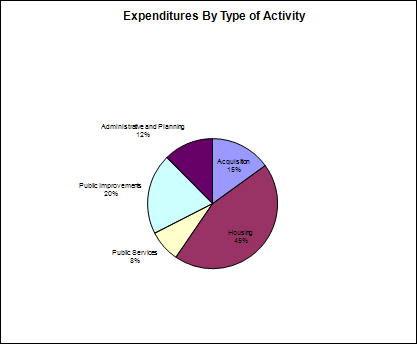 Expenditures By Type of Activity
Administrative and Planning
12%
Acquisition
15%
Public Improvements
20%
Housing
45%
Public Services
8%